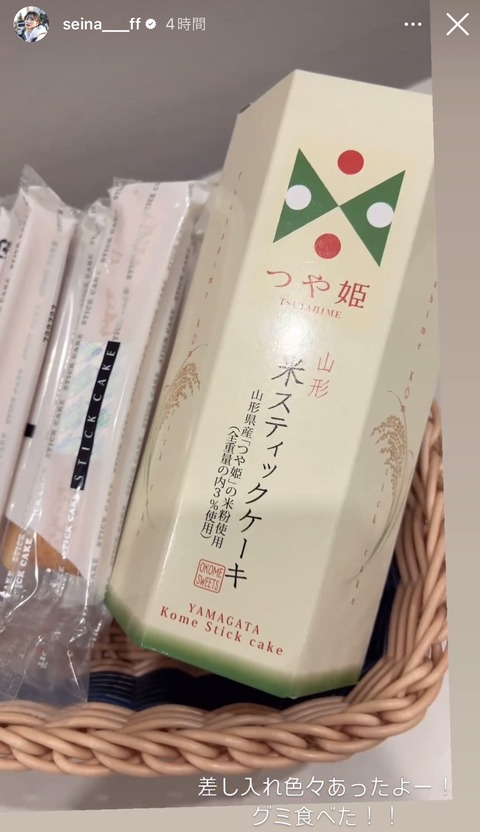 seina___ff 4時間
つや姫
TSUYAHIME
山形
米スティックケーキ
山形県産「つや姫」の米粉使用
(全重量の内3%使用)
OKOME
SWEETS
YAMAGATA
Kome Stick cake
STICK CAKE
差し入れ色々あったよー！
グミ食べた！！